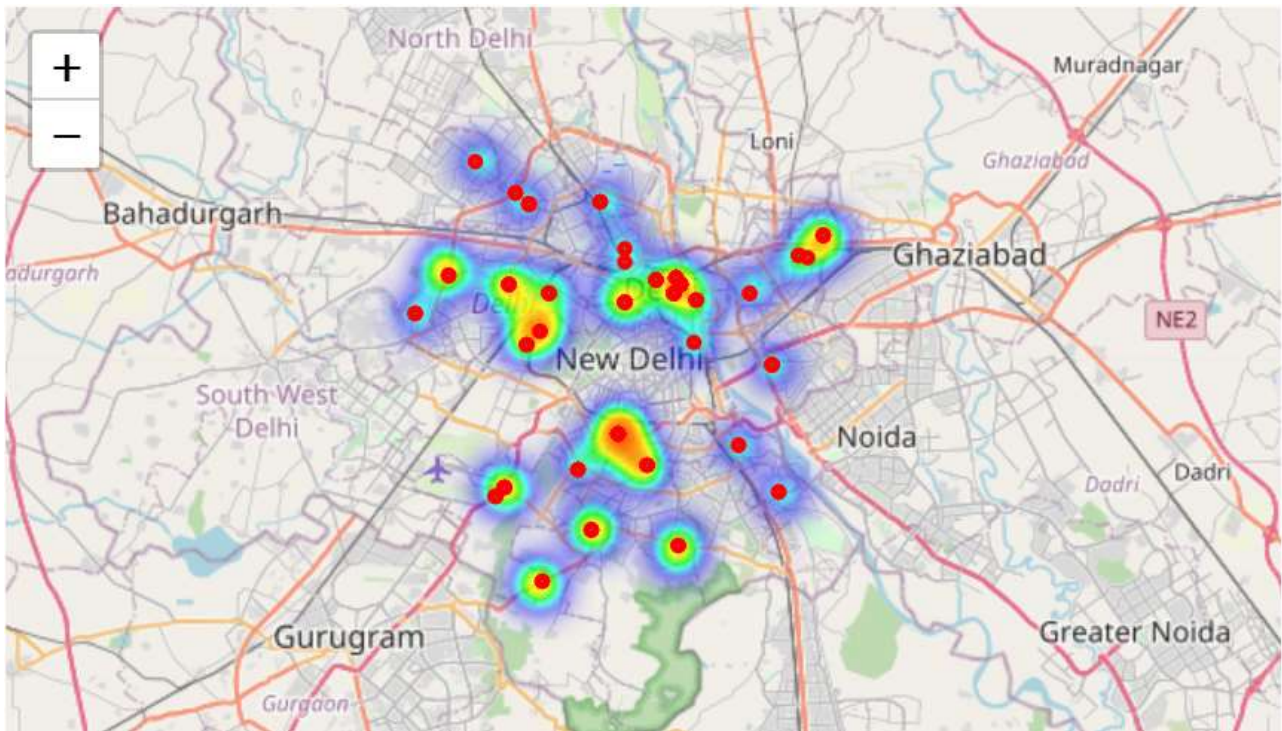 +
−
North Delhi
Muradnagar
Loni
Ghaziabad
Bahadurgarh
Ghaziabad
adurgarh
NE2
New Delhi
South West
Delhi
Noida
Dadri
Dadri
Gurugram
Greater Noida
Gurgaon